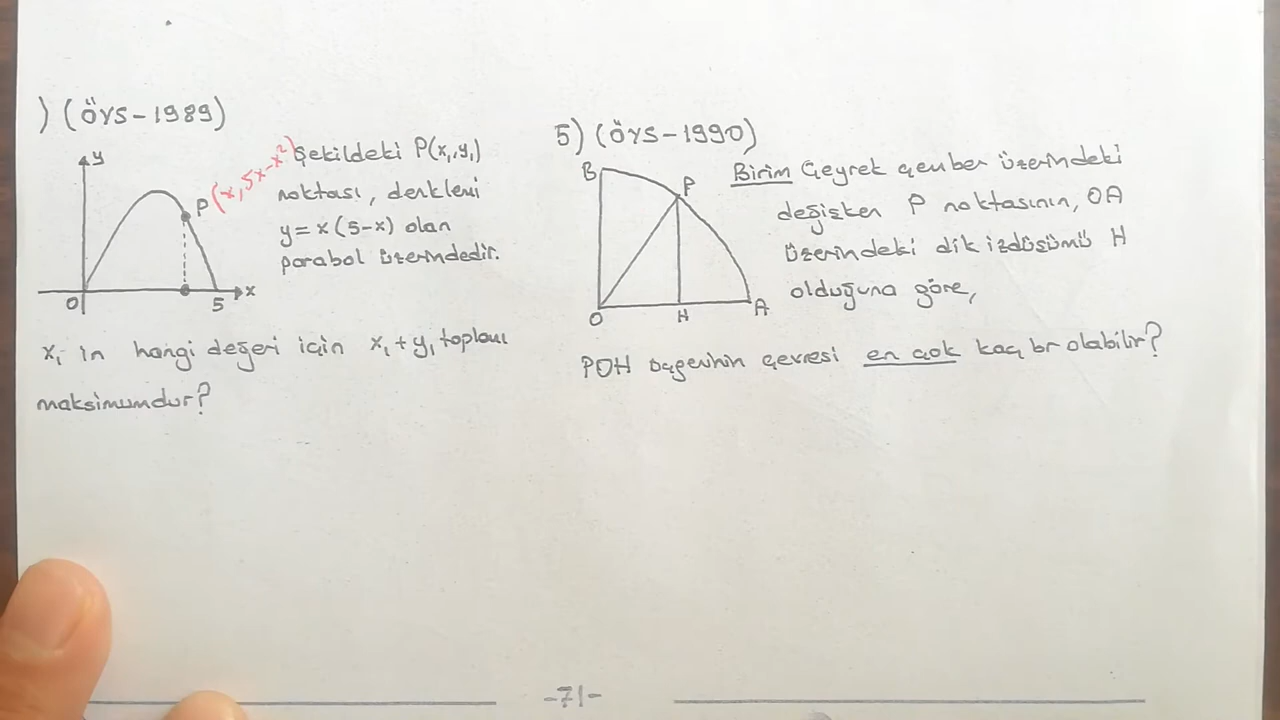 ) (ÖYS-1989)
y
P (x, 5x-x²)
O
5
x
Şekildeki P(x₁,y₁)
noktası, denklemi
y=x(5-x) olan
parabol üzerindedir.
x₁ in hangi değeri için x₁+y₁ toplamı
maksimumdur?
5) (ÖYS-1990)
B
P
O
H
A
Birim Çeyrek çember üzerindeki
değişken P noktasının, OA
üzerindeki dik izdüşümü H
olduğuna göre,
POH üçgeninin çevresi en çok kaç br olabilir?
-71-